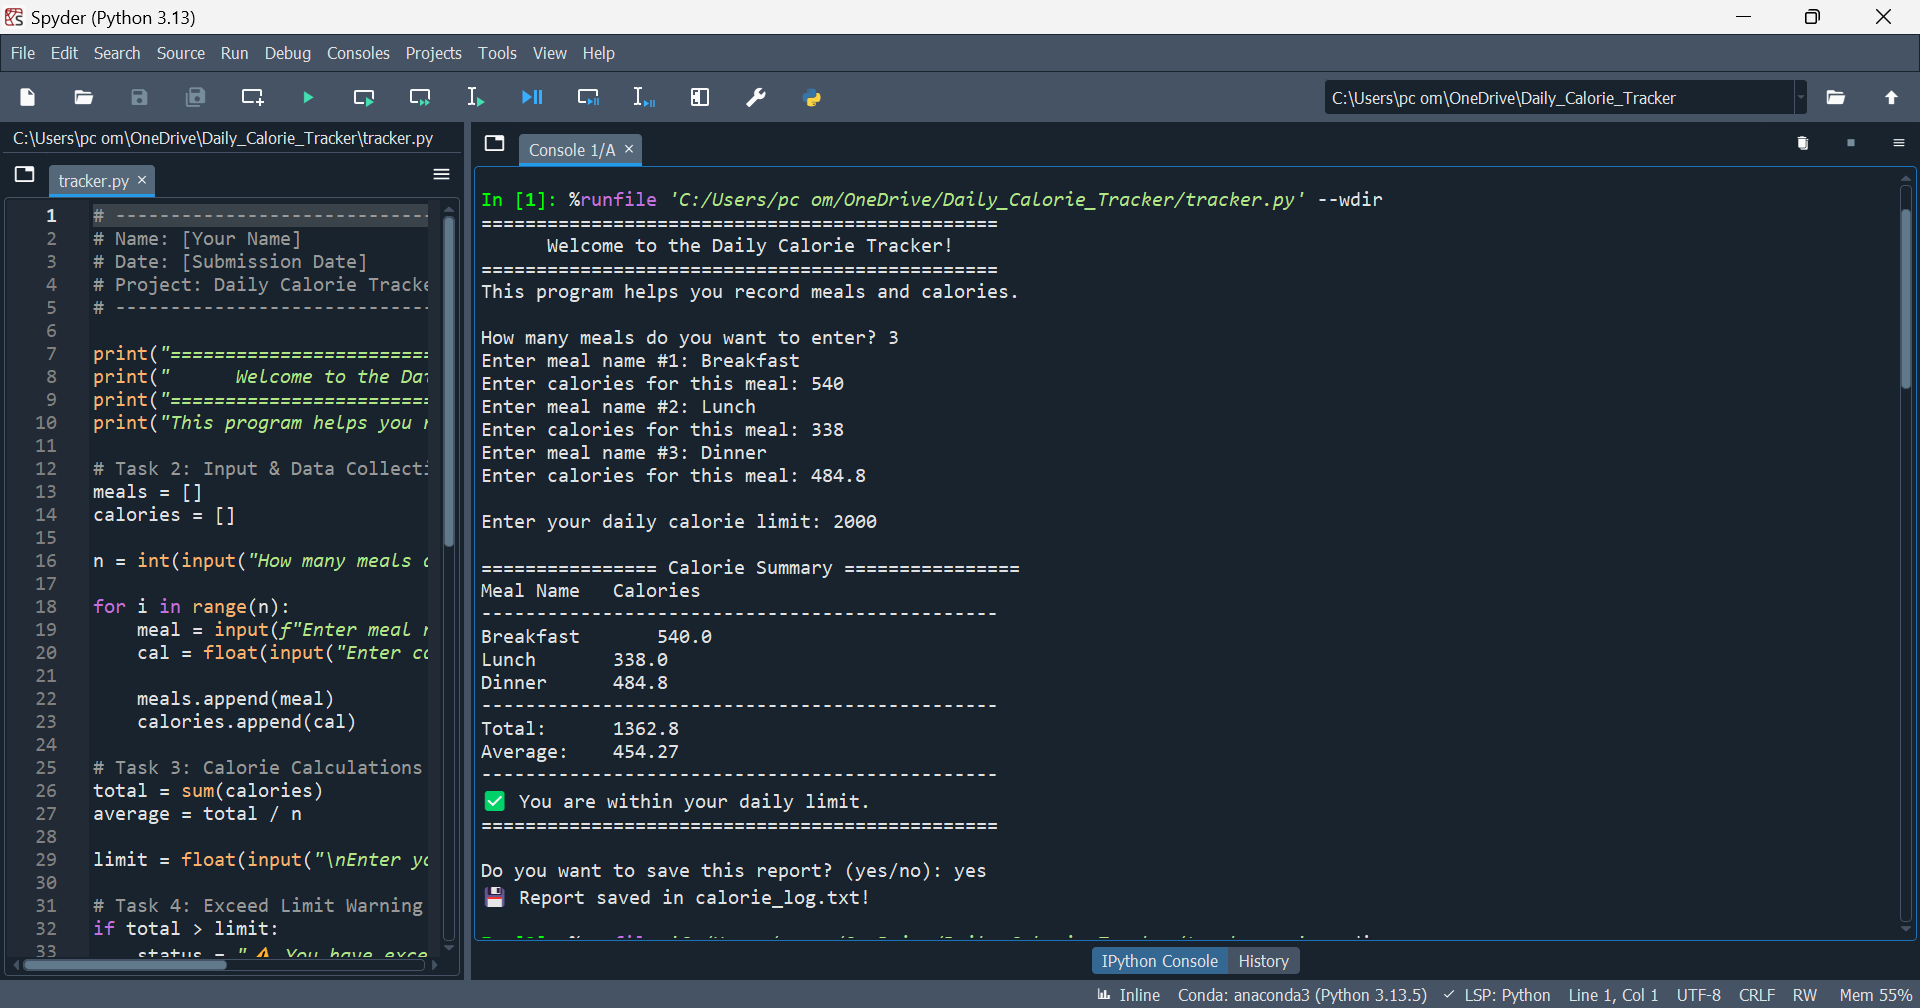 Spyder (Python 3.13)
File Edit Search Source Run Debug Consoles Projects Tools View Help
C:\Users\pc om\OneDrive\Daily_Calorie_Tracker
C:\Users\pc om\OneDrive\Daily_Calorie_Tracker\tracker.py
tracker.py
1 # -----------------------------
2 # Name: [Your Name]
3 # Date: [Submission Date]
4 # Project: Daily Calorie Tracke
5 # -----------------------------
6
7 print("========================
8 print("      Welcome to the Da
9 print("========================
10 print("This program helps you
11
12 # Task 2: Input & Data Collect
13 meals = []
14 calories = []
15
16 n = int(input("How many meals
17
18 for i in range(n):
19     meal = input(f"Enter meal
20     cal = float(input("Enter
21
22     meals.append(meal)
23     calories.append(cal)
24
25 # Task 3: Calorie Calculations
26 total = sum(calories)
27 average = total / n
28
29 limit = float(input("\nEnter
30
31 # Task 4: Exceed Limit Warning
32 if total > limit:
33     status = "⚠ You have exce
Console 1/A
In [1]: %runfile 'C:/Users/pc om/OneDrive/Daily_Calorie_Tracker/tracker.py' --wdir
===============================================
      Welcome to the Daily Calorie Tracker!
===============================================
This program helps you record meals and calories.
How many meals do you want to enter? 3
Enter meal name #1: Breakfast
Enter calories for this meal: 540
Enter meal name #2: Lunch
Enter calories for this meal: 338
Enter meal name #3: Dinner
Enter calories for this meal: 484.8
Enter your daily calorie limit: 2000
================ Calorie Summary ================
Meal Name   Calories
-----------------------------------------------
Breakfast       540.0
Lunch       338.0
Dinner      484.8
-----------------------------------------------
Total:      1362.8
Average:    454.27
-----------------------------------------------
✅ You are within your daily limit.
===============================================
Do you want to save this report? (yes/no): yes
💾 Report saved in calorie_log.txt!
IPython Console History
Inline Conda: anaconda3 (Python 3.13.5) ✓ LSP: Python Line 1, Col 1 UTF-8 CRLF RW Mem 55%